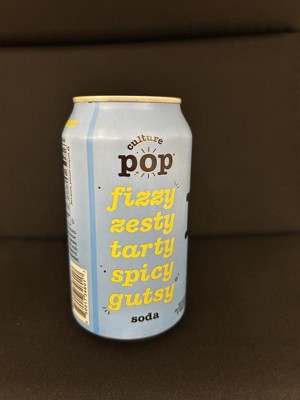 culture
pop
fizzy
zesty
tarty
spicy
gutsy
soda